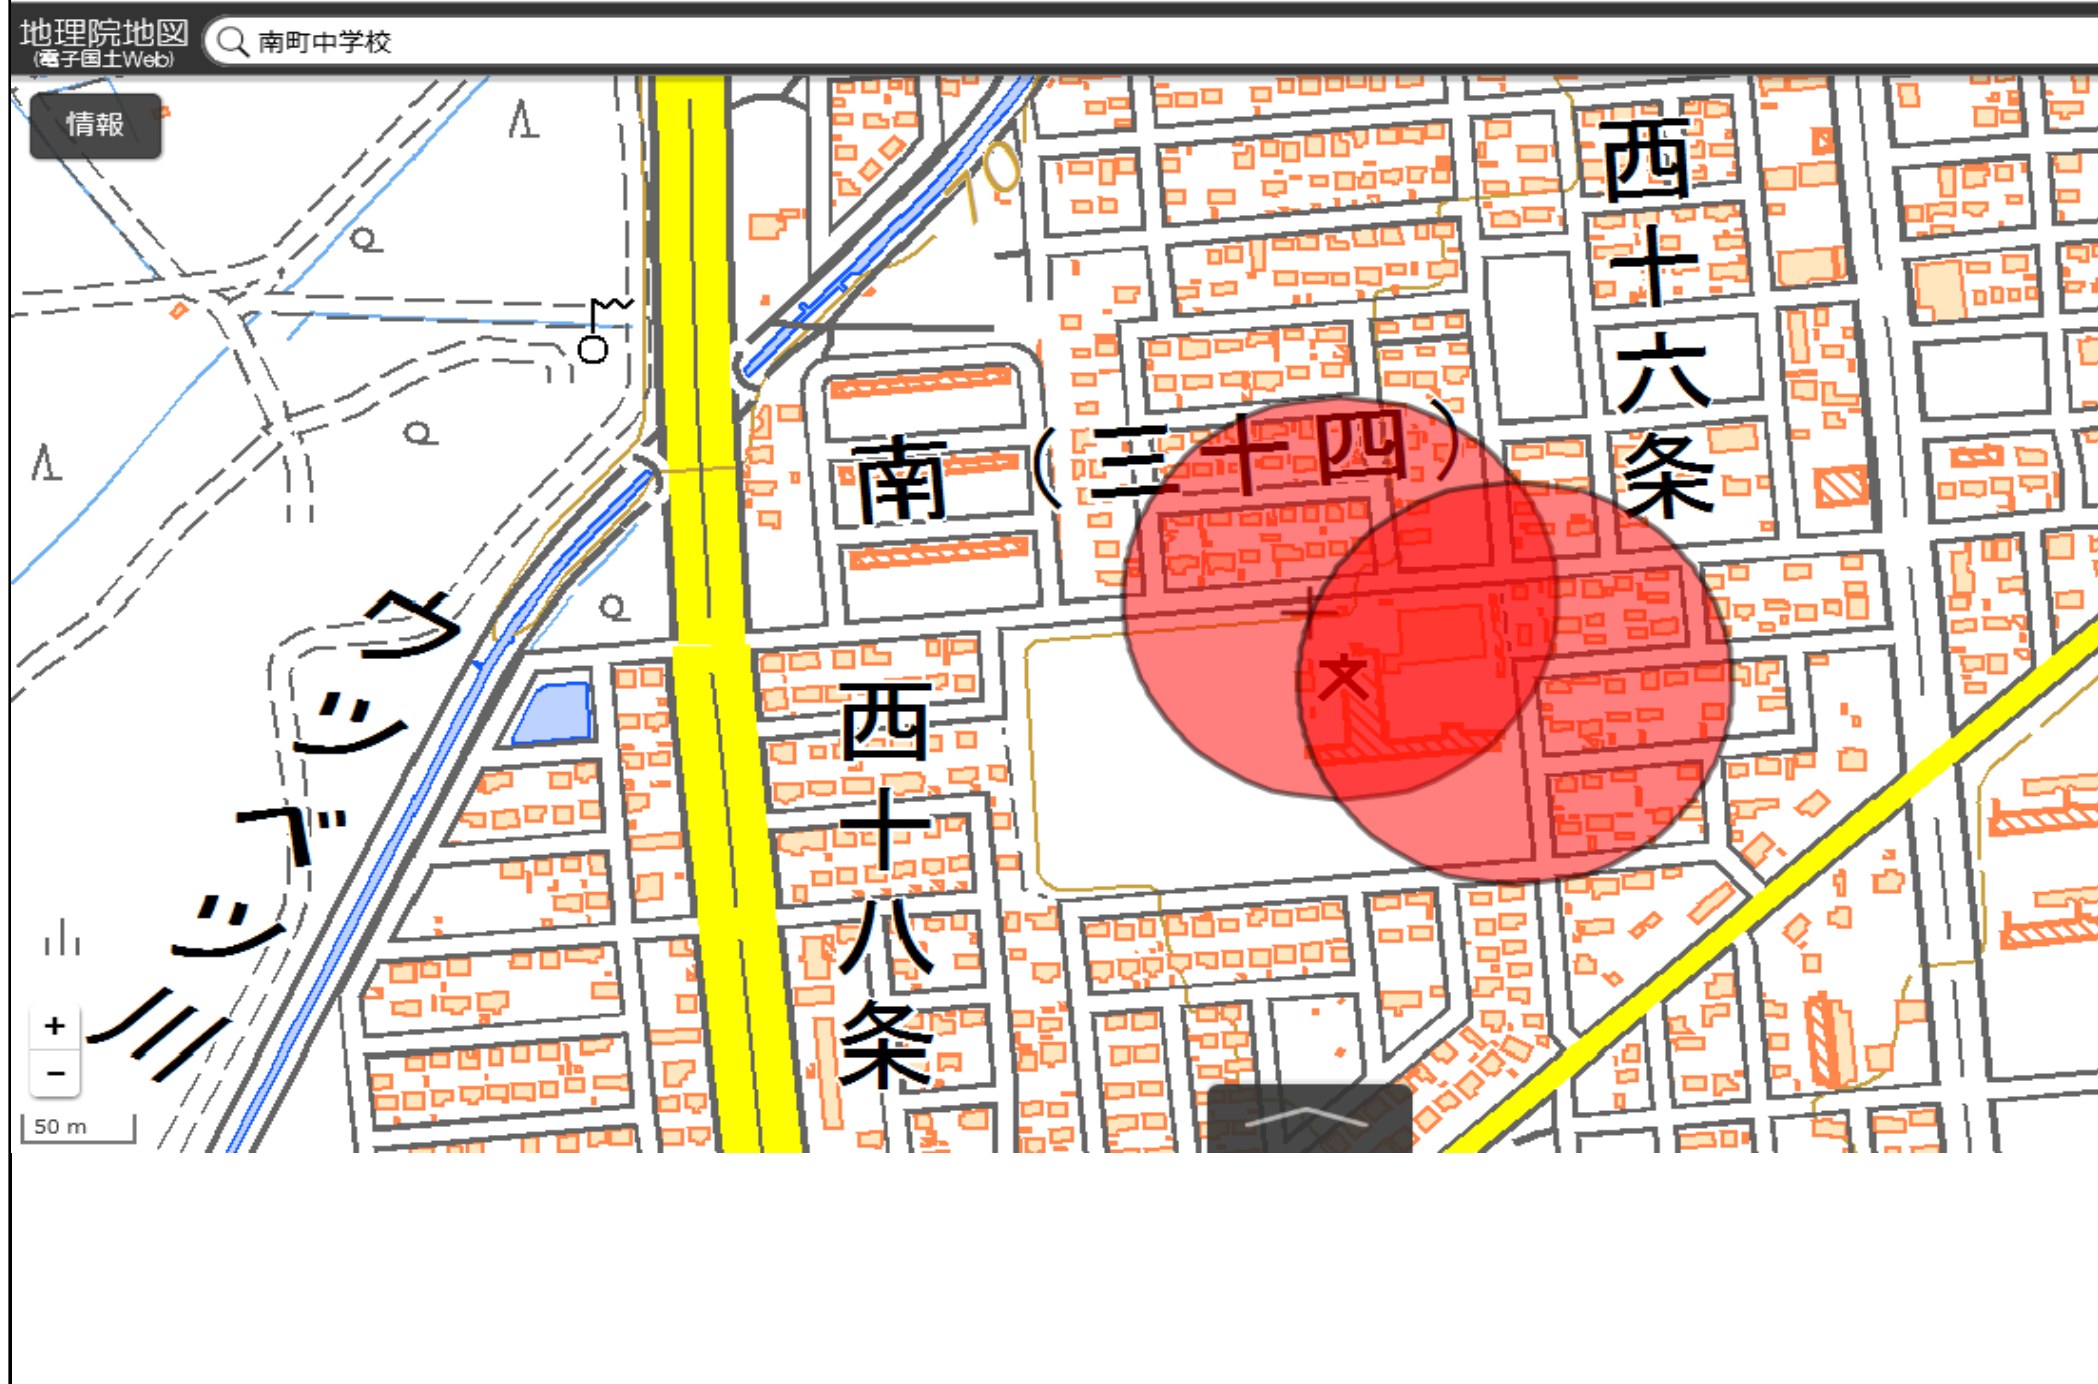 地理院地図
(電子国土Web)
南町中学校
情報
70
西十六条
南(三十四)
西十八条
ウツベツ川
+
−
50 m